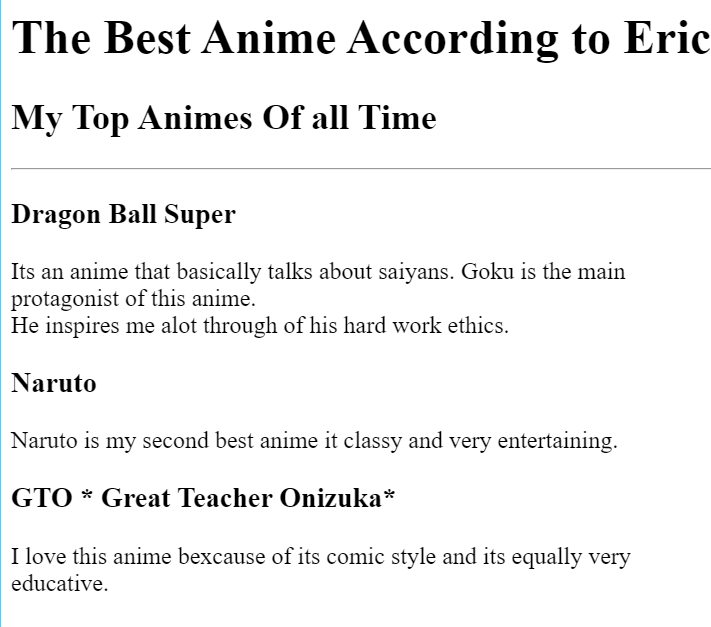 The Best Anime According to Eric
My Top Animes Of all Time
Dragon Ball Super
Its an anime that basically talks about saiyans. Goku is the main
protagonist of this anime.
He inspires me alot through of his hard work ethics.
Naruto
Naruto is my second best anime it classy and very entertaining.
GTO * Great Teacher Onizuka*
I love this anime bexcause of its comic style and its equally very
educative.